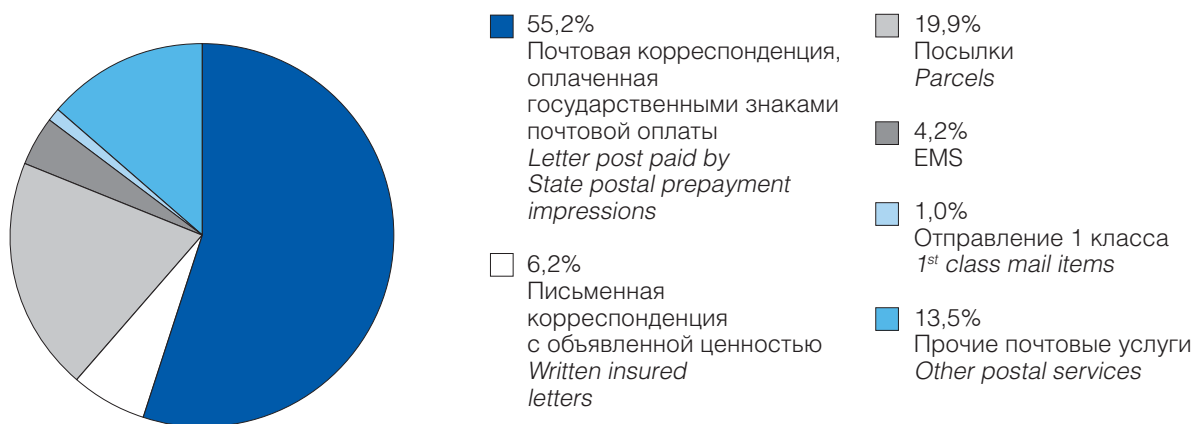 55,2%
Почтовая корреспонденция,
оплаченная
государственными знаками
почтовой оплаты
Letter post paid by
State postal prepayment
impressions
6,2%
Письменная
корреспонденция
с объявленной ценностью
Written insured
letters
19,9%
Посылки
Parcels
4,2%
EMS
1,0%
Отправление 1 класса
1st class mail items
13,5%
Прочие почтовые услуги
Other postal services